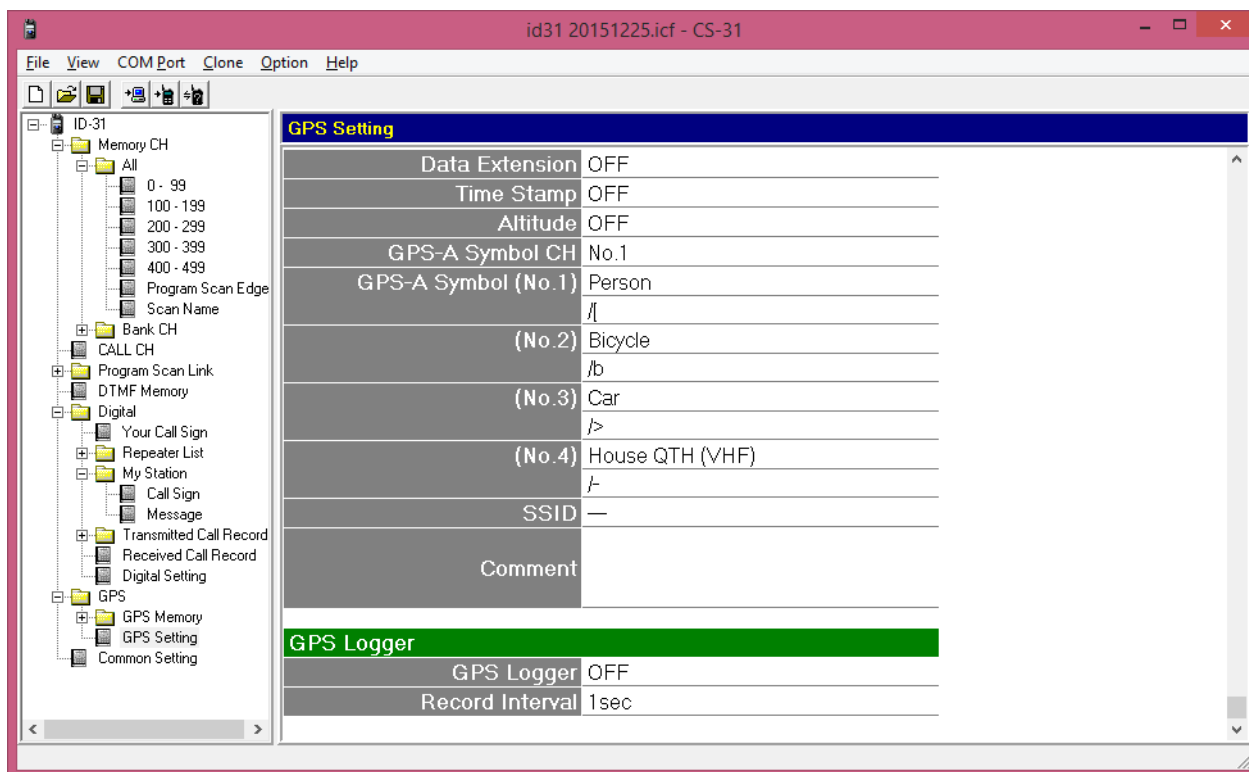 id31 20151225.icf - CS-31
File View COM Port Clone Option Help
ID-31
Memory CH
All
0 - 99
100 - 199
200 - 299
300 - 399
400 - 499
Program Scan Edge
Scan Name
Bank CH
CALL CH
Program Scan Link
DTMF Memory
Digital
Your Call Sign
Repeater List
My Station
Call Sign
Message
Transmitted Call Record
Received Call Record
Digital Setting
GPS
GPS Memory
GPS Setting
Common Setting
GPS Setting
Data Extension OFF
Time Stamp OFF
Altitude OFF
GPS-A Symbol CH No.1
GPS-A Symbol (No.1) Person
/[
(No.2) Bicycle
/b
(No.3) Car
/>
(No.4) House QTH (VHF)
/-
SSID —
Comment
GPS Logger
GPS Logger OFF
Record Interval 1sec